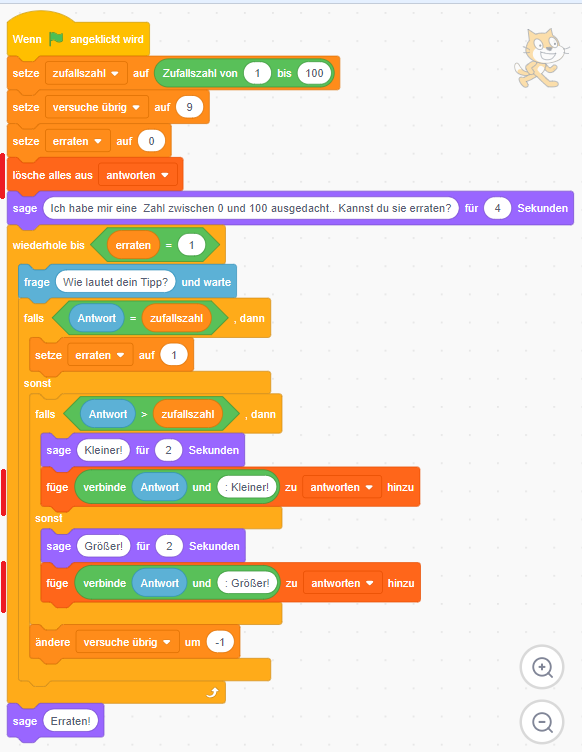 Wenn angeklickt wird
setze zufallszahl auf Zufallszahl von 1 bis 100
setze versuche übrig auf 9
setze erraten auf 0
lösche alles aus antworten
sage Ich habe mir eine Zahl zwischen 0 und 100 ausgedacht.. Kannst du sie erraten? für 4 Sekunden
wiederhole bis erraten = 1
frage Wie lautet dein Tipp? und warte
falls Antwort = zufallszahl , dann
setze erraten auf 1
sonst
falls Antwort > zufallszahl , dann
sage Kleiner! für 2 Sekunden
füge verbinde Antwort und : Kleiner! zu antworten hinzu
sonst
sage Größer! für 2 Sekunden
füge verbinde Antwort und : Größer! zu antworten hinzu
ändere versuche übrig um -1
sage Erraten!